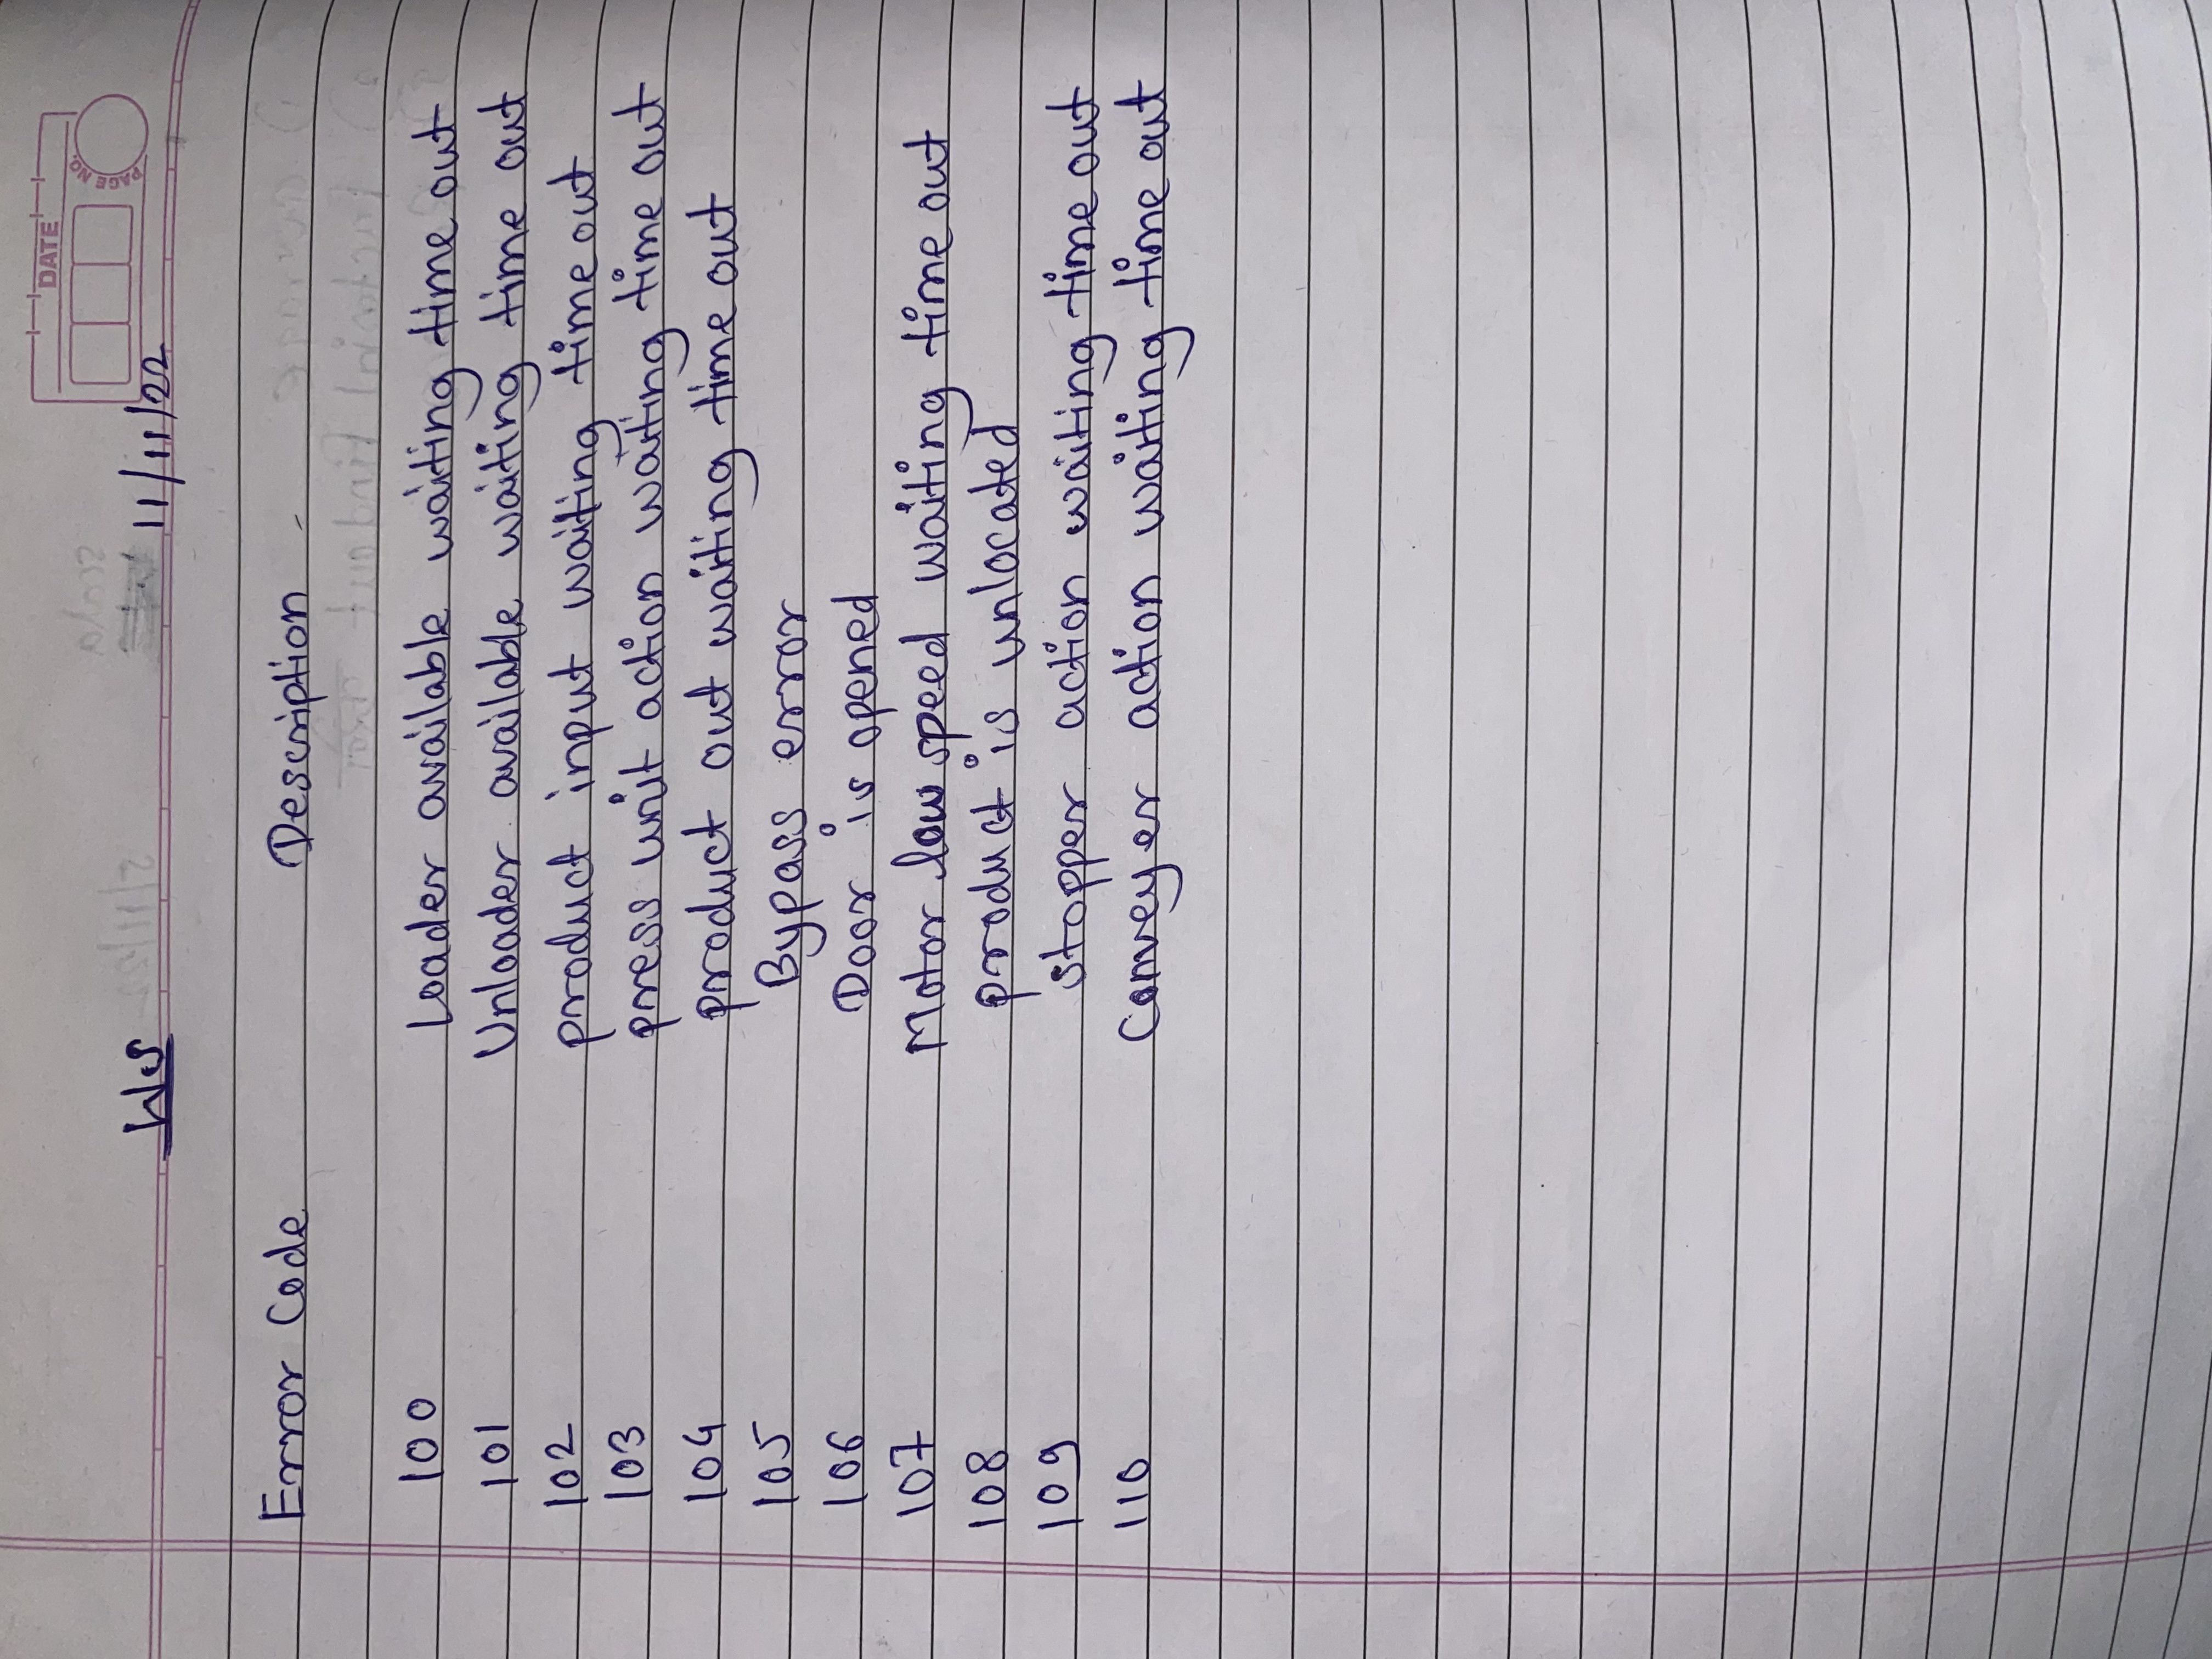 DATE
PAGE NO.
WS 11/11/22
Error Code Description -
100 Loader available waiting time out
101 Unloader available waiting time out
102 product input waiting time out
103 press unit action waiting time out
104 product out waiting time out
105 Bypass error
106 Door is opened
107 Motor low speed waiting time out
108 product is unlocated
109 stopper action waiting time out
110 Conveyer action waiting time out